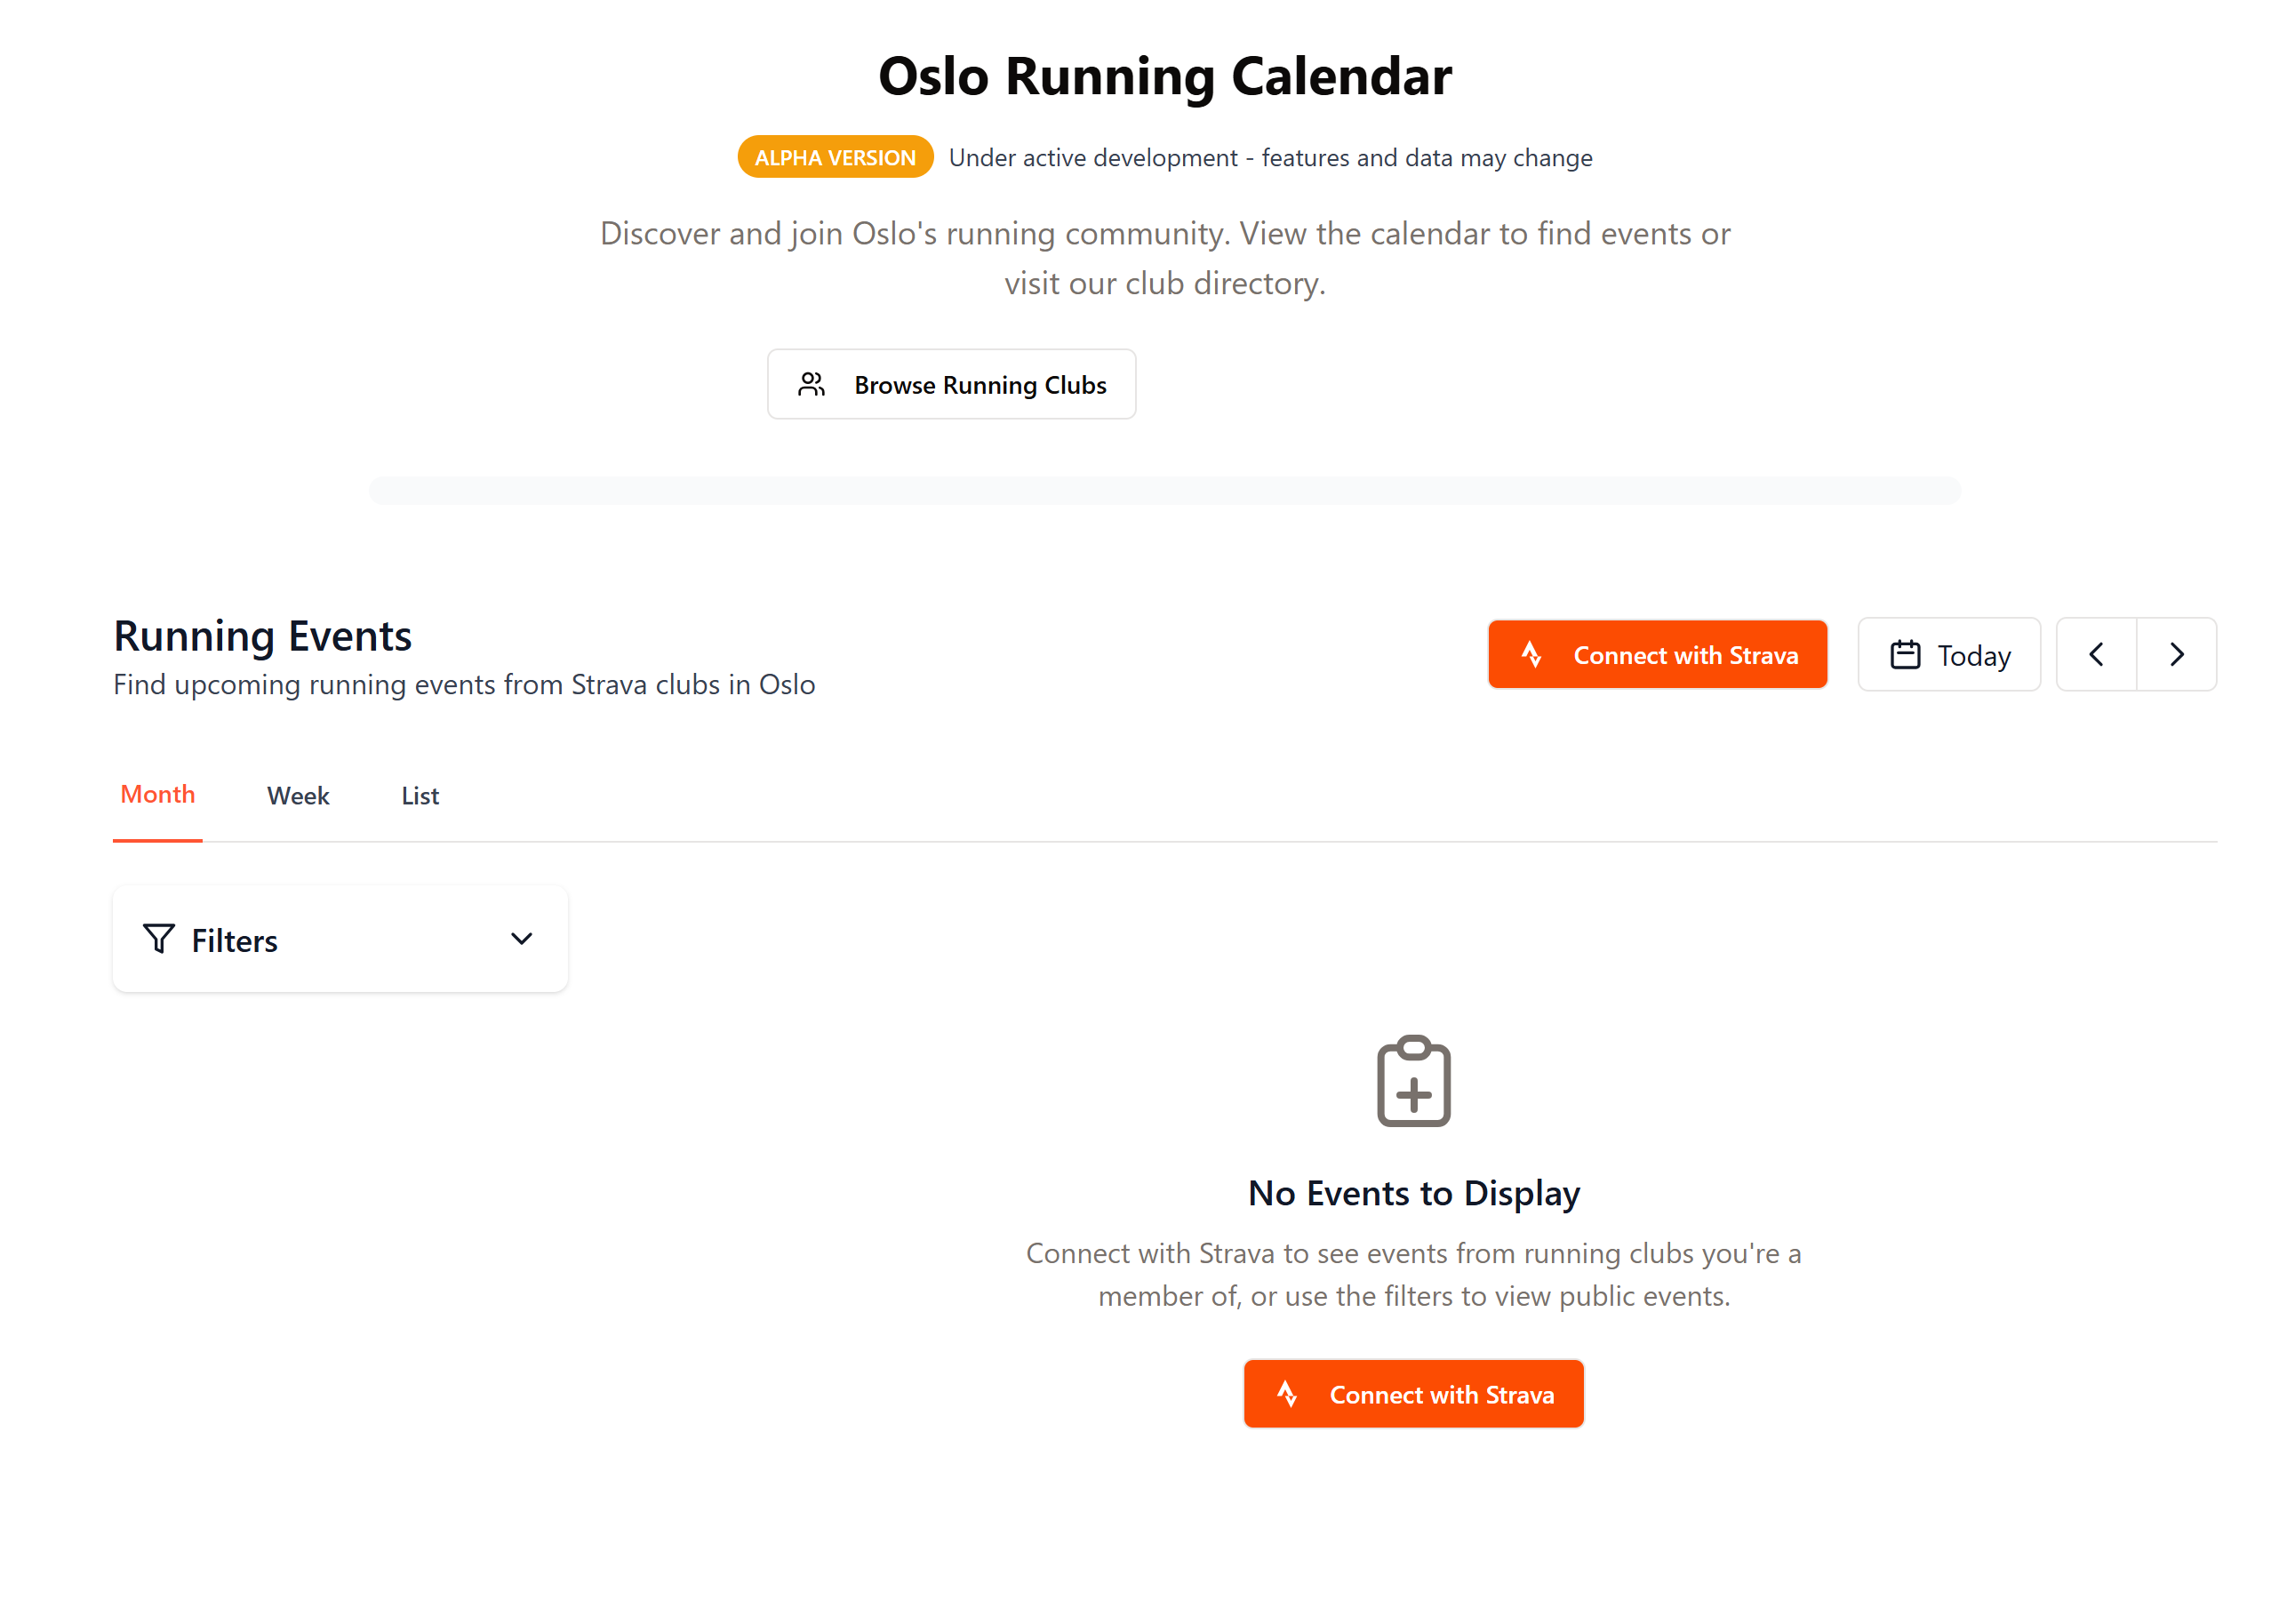 Oslo Running Calendar
ALPHA VERSION Under active development - features and data may change
Discover and join Oslo's running community. View the calendar to find events or
visit our club directory.
Browse Running Clubs
Running Events
Find upcoming running events from Strava clubs in Oslo
Connect with Strava
Today
Month
Week
List
Filters
No Events to Display
Connect with Strava to see events from running clubs you're a
member of, or use the filters to view public events.
Connect with Strava